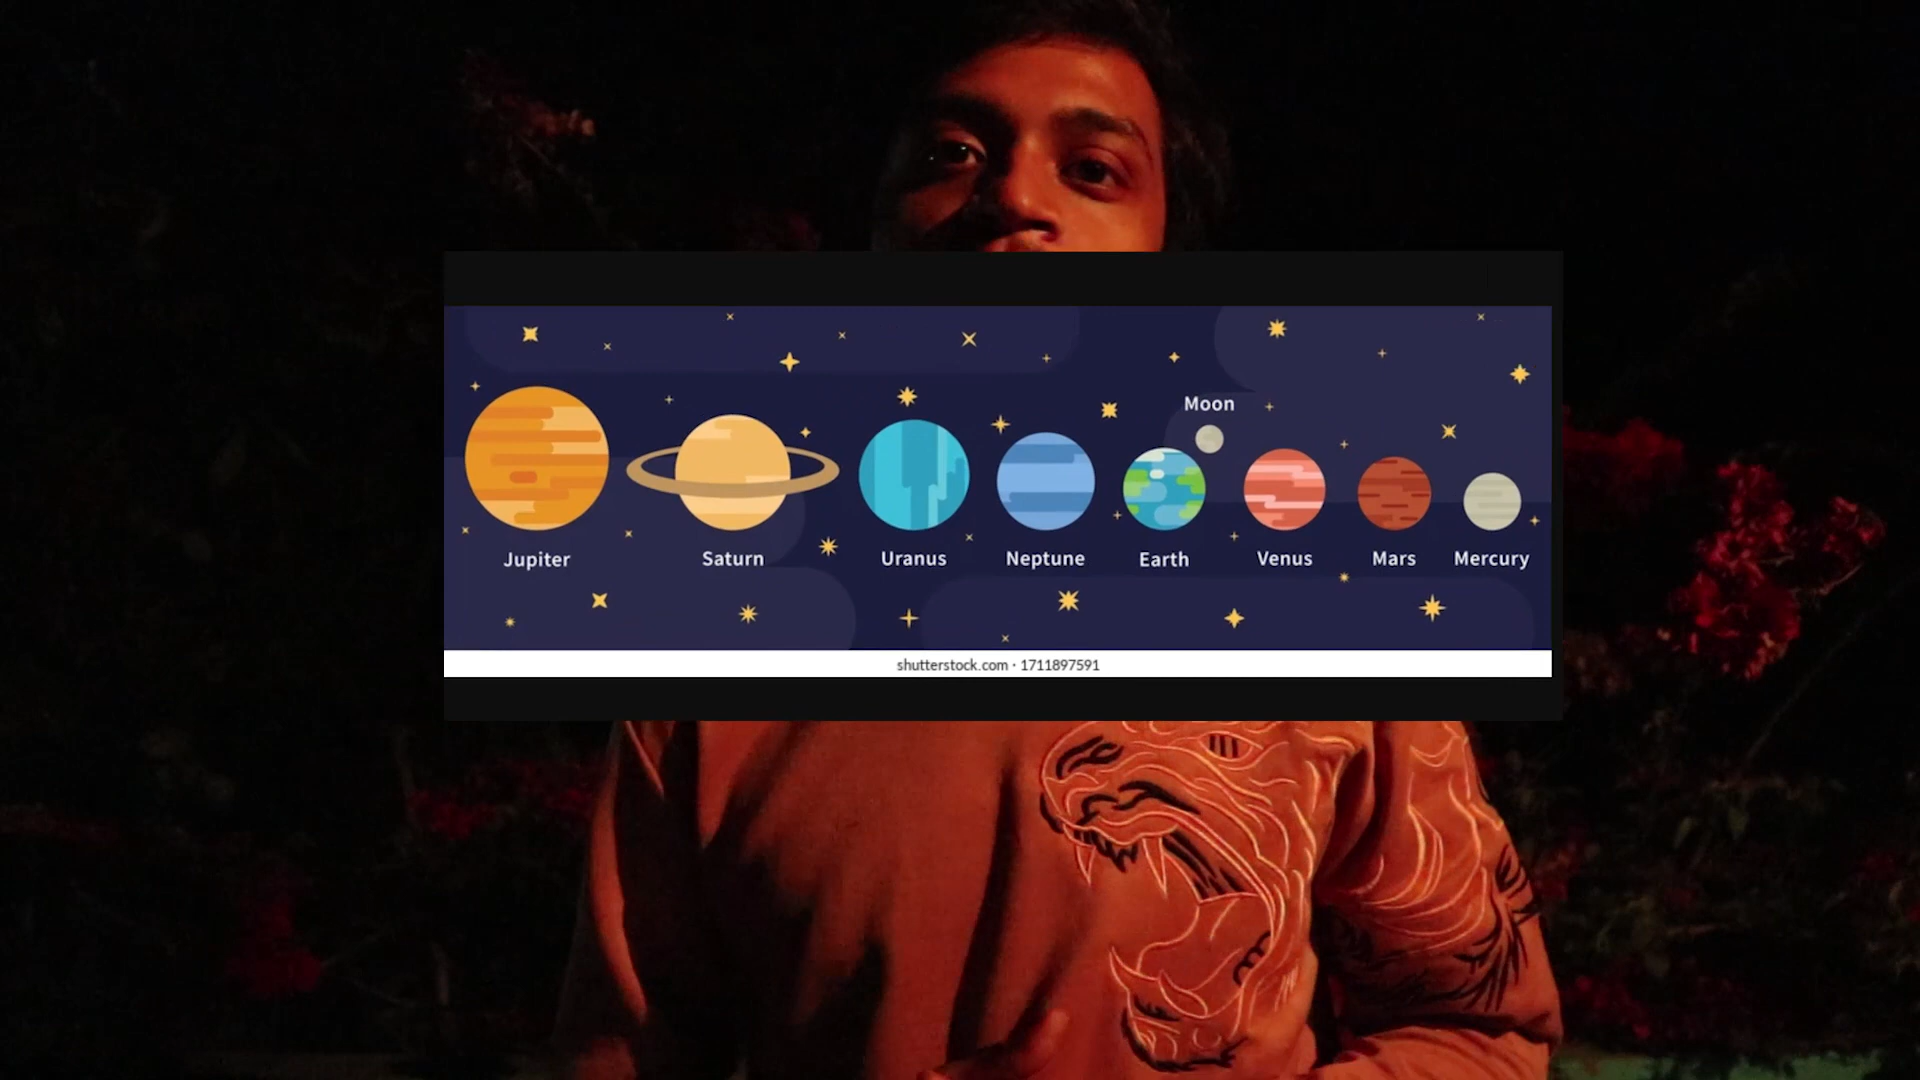 Moon
Jupiter
Saturn
Uranus
Neptune
Earth
Venus
Mars
Mercury
shutterstock.com · 1711897591